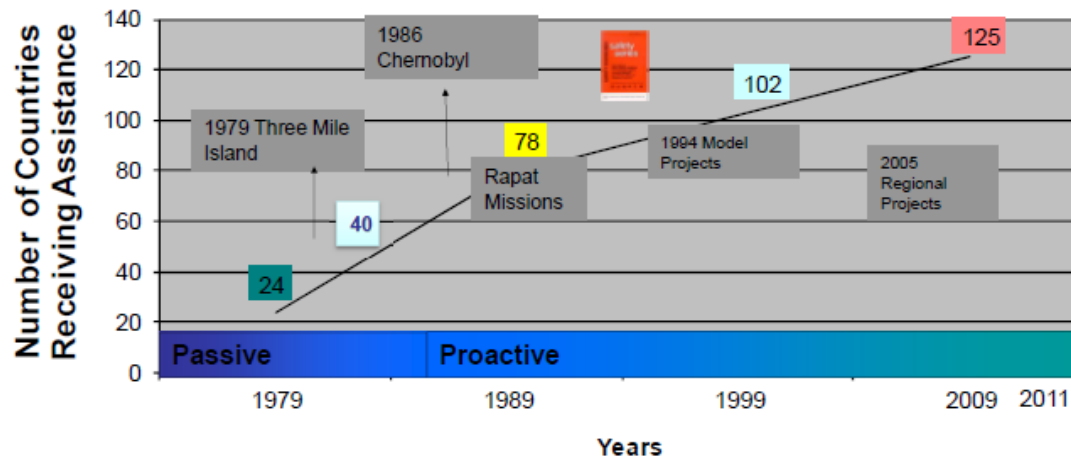 Number of Countries
Receiving Assistance
140
120
100
80
60
40
20
0
1979 Three Mile
Island
1986
Chernobyl
24
40
78
102
125
Rapat
Missions
1994 Model
Projects
2005
Regional
Projects
Passive
Proactive
1979
1989
1999
2009
2011
Years